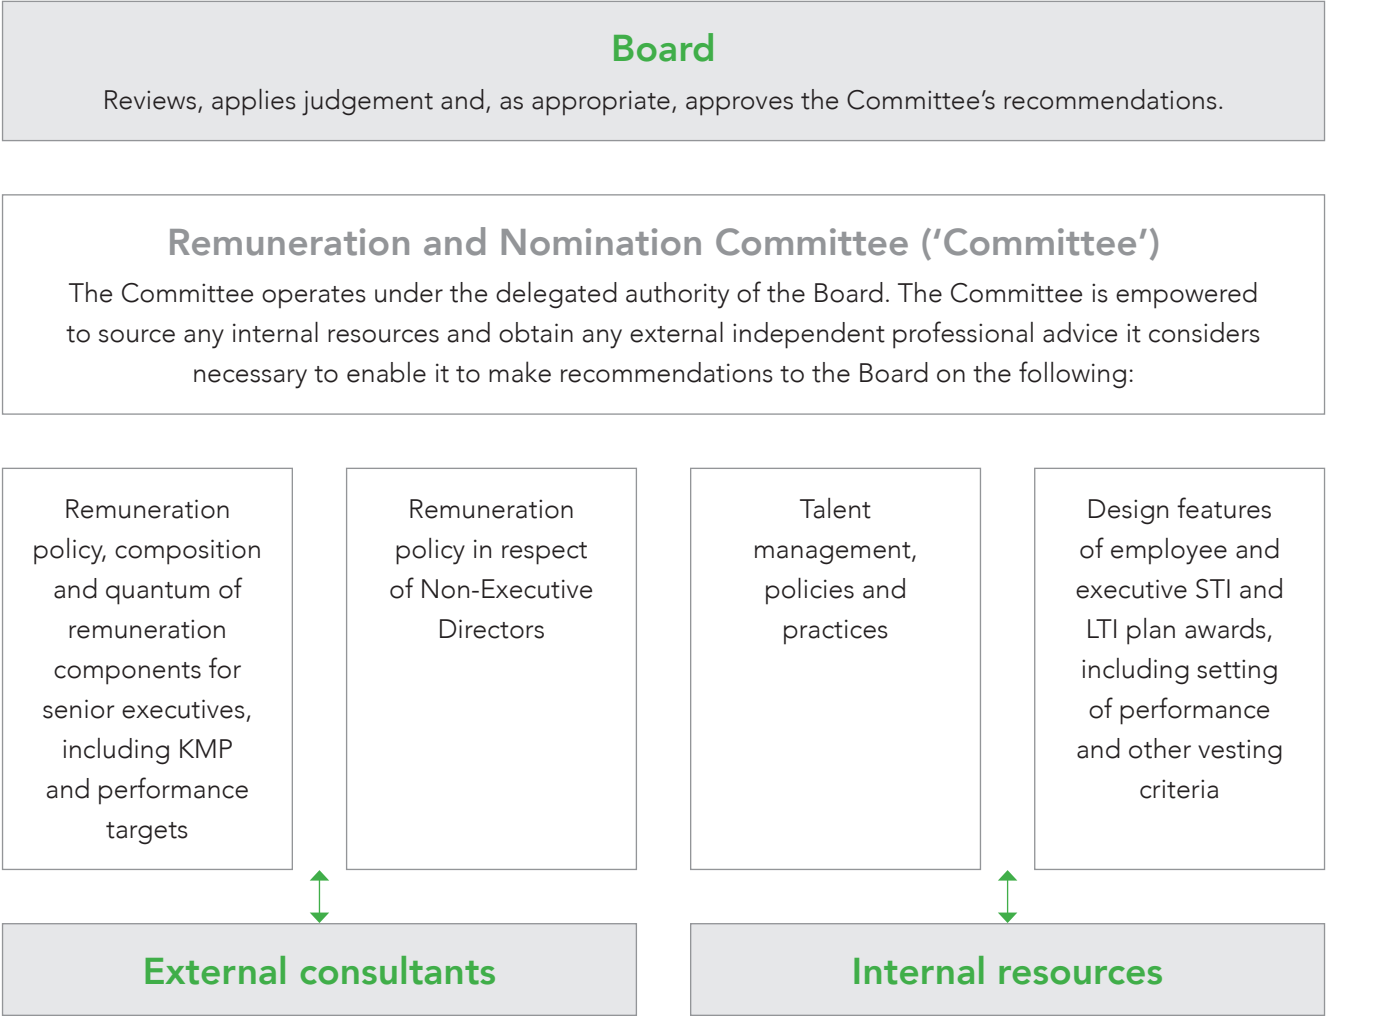 Board
Reviews, applies judgement and, as appropriate, approves the Committee’s recommendations.
Remuneration and Nomination Committee (‘Committee’)
The Committee operates under the delegated authority of the Board. The Committee is empowered
to source any internal resources and obtain any external independent professional advice it considers
necessary to enable it to make recommendations to the Board on the following:
Remuneration
policy, composition
and quantum of
remuneration
components for
senior executives,
including KMP
and performance
targets
Remuneration
policy in respect
of Non-Executive
Directors
Talent
management,
policies and
practices
Design features
of employee and
executive STI and
LTI plan awards,
including setting
of performance
and other vesting
criteria
External consultants
Internal resources